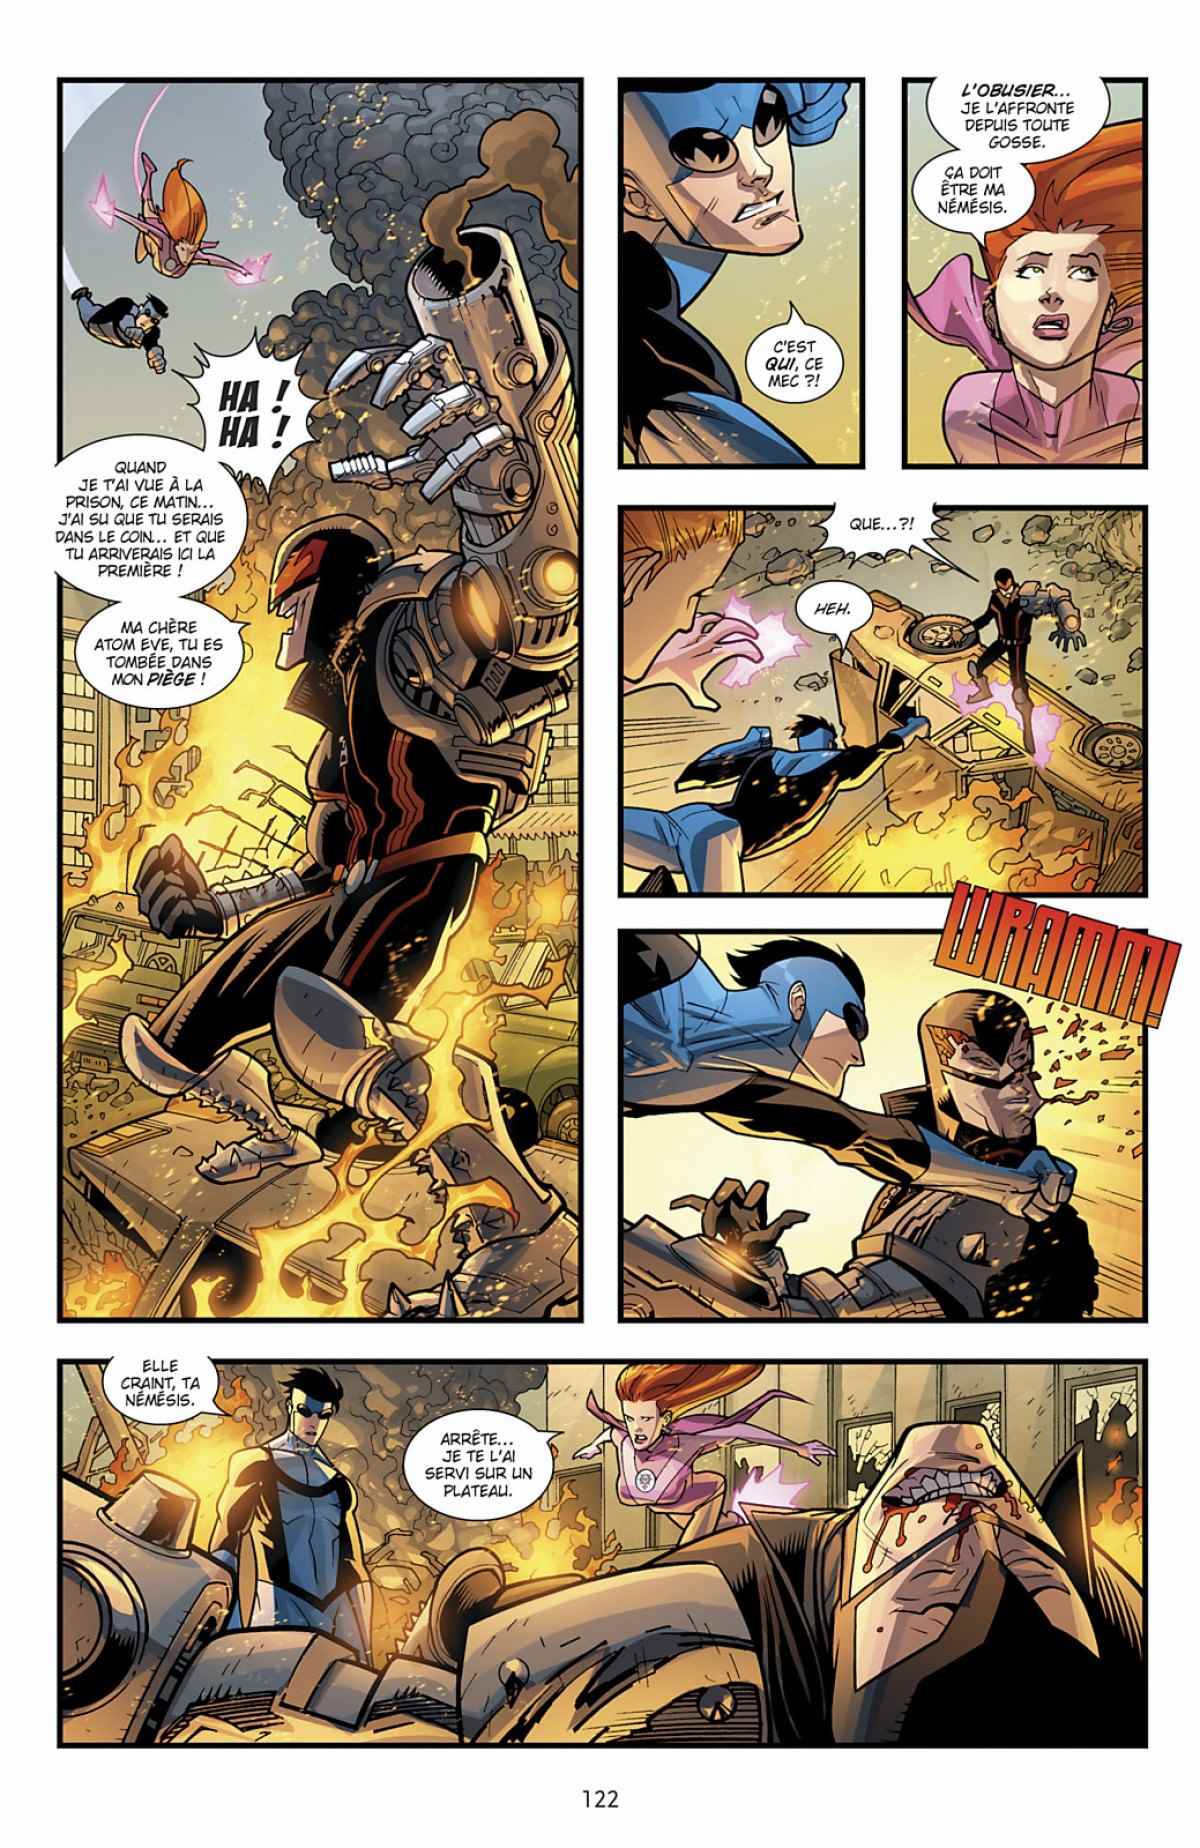 HA !
HA !
QUAND
JE T'AI VUE À LA
PRISON, CE MATIN...
J'AI SU QUE TU SERAIS
DANS LE COIN... ET QUE
TU ARRIVERAIS ICI LA
PREMIÈRE !
MA CHÈRE
ATOM EVE, TU ES
TOMBÉE DANS
MON PIÈGE !
C'EST
QUI, CE
MEC ?!
L'OBUSIER...
JE L'AFFRONTE
DEPUIS TOUTE
GOSSE.
ÇA DOIT
ÊTRE MA
NÉMÉSIS.
QUE...?!
HEH.
WRAMM!
ELLE
CRAINT, TA
NÉMÉSIS.
ARRÊTE...
JE TE L'AI
SERVI SUR UN
PLATEAU.
122